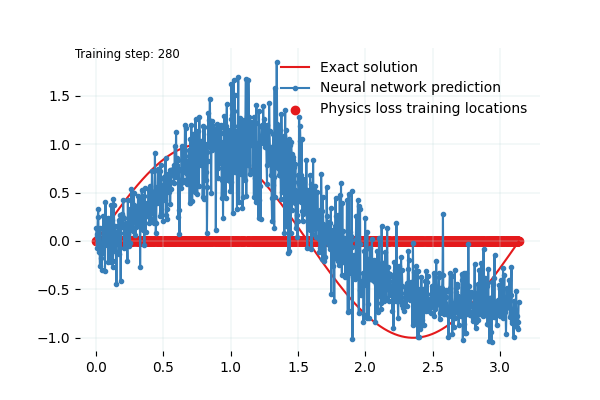 Training step: 280
Exact solution
Neural network prediction
Physics loss training locations
1.5
1.0
0.5
0.0
−0.5
−1.0
0.0 0.5 1.0 1.5 2.0 2.5 3.0